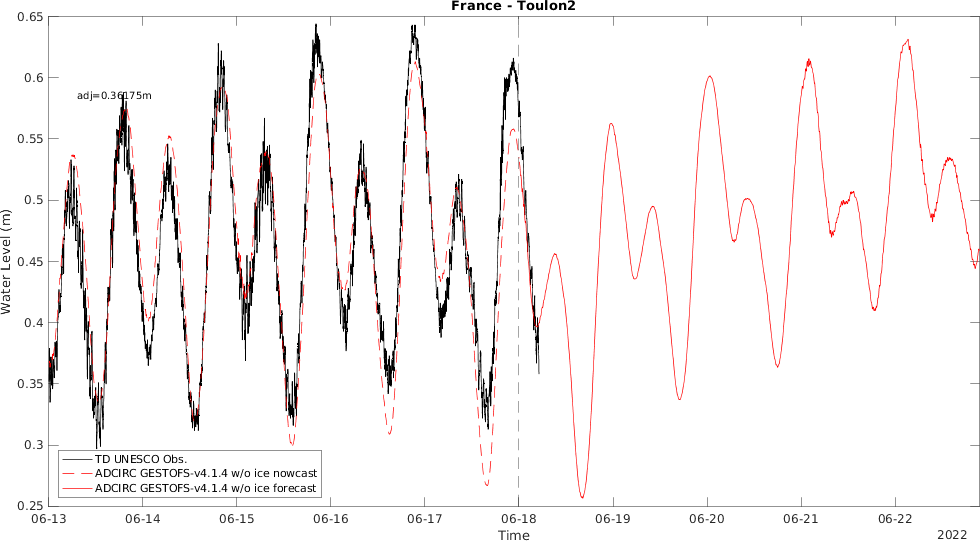 France - Toulon2
0.65
0.6
0.55
0.5
0.45
0.4
0.35
0.3
0.25
Water Level (m)
adj=0.36175m
TD UNESCO Obs.
ADCIRC GESTOFS-v4.1.4 w/o ice nowcast
ADCIRC GESTOFS-v4.1.4 w/o ice forecast
06-13 06-14 06-15 06-16 06-17 06-18 06-19 06-20 06-21 06-22
Time
2022